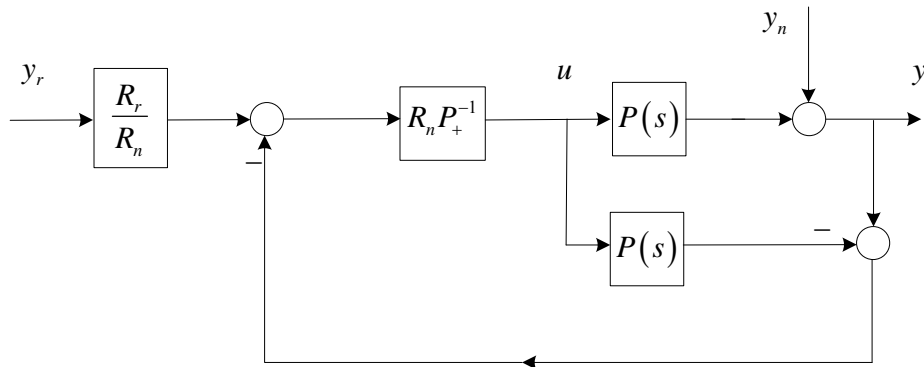 y_n
y_r
u
y
R_r
R_n
R_n P_+^{-1}
P(s)
−
−
P(s)
−